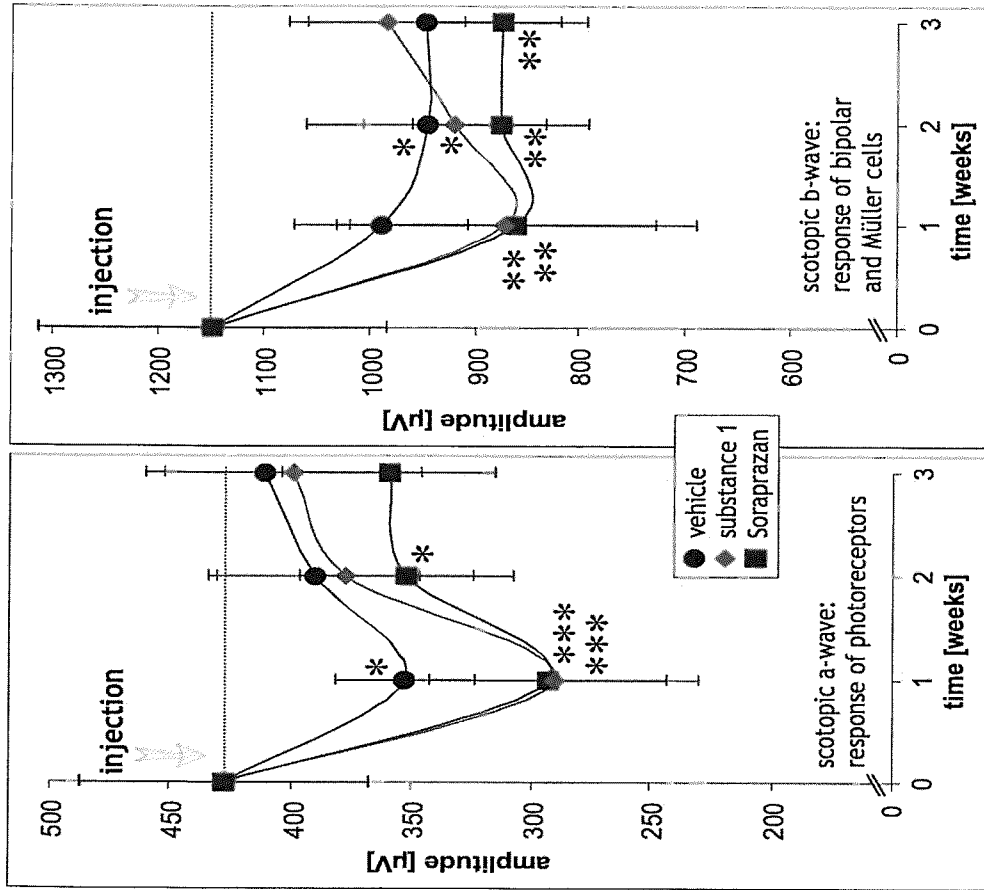 injection
500
450
400
350
300
250
200
0
amplitude [µV]
*
*
***
***
scotopic a-wave:
response of photoreceptors
0
1
2
3
time [weeks]
vehicle
substance 1
Soraprazan
injection
1300
1200
1100
1000
900
800
700
600
0
amplitude [µV]
*
*
**
**
**
**
scotopic b-wave:
response of bipolar
and Müller cells
0
1
2
3
time [weeks]